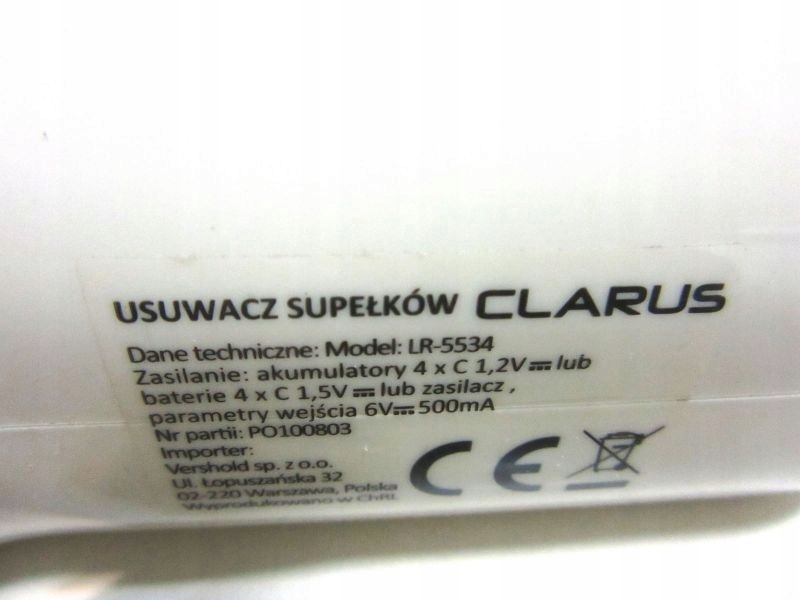 USUWACZ SUPEŁKÓW CLARUS
Dane techniczne: Model: LR-5534
Zasilanie: akumulatory 4 x C 1,2V⎓lub
baterie 4 x C 1,5V⎓lub zasilacz ,
parametry wejścia 6V⎓500mA
Nr partii: PO100803
Importer:
Vershold sp. z o.o.
Ul. Łopuszańska 32
02-220 Warszawa, Polska
Wyprodukowano w ChRL
CE